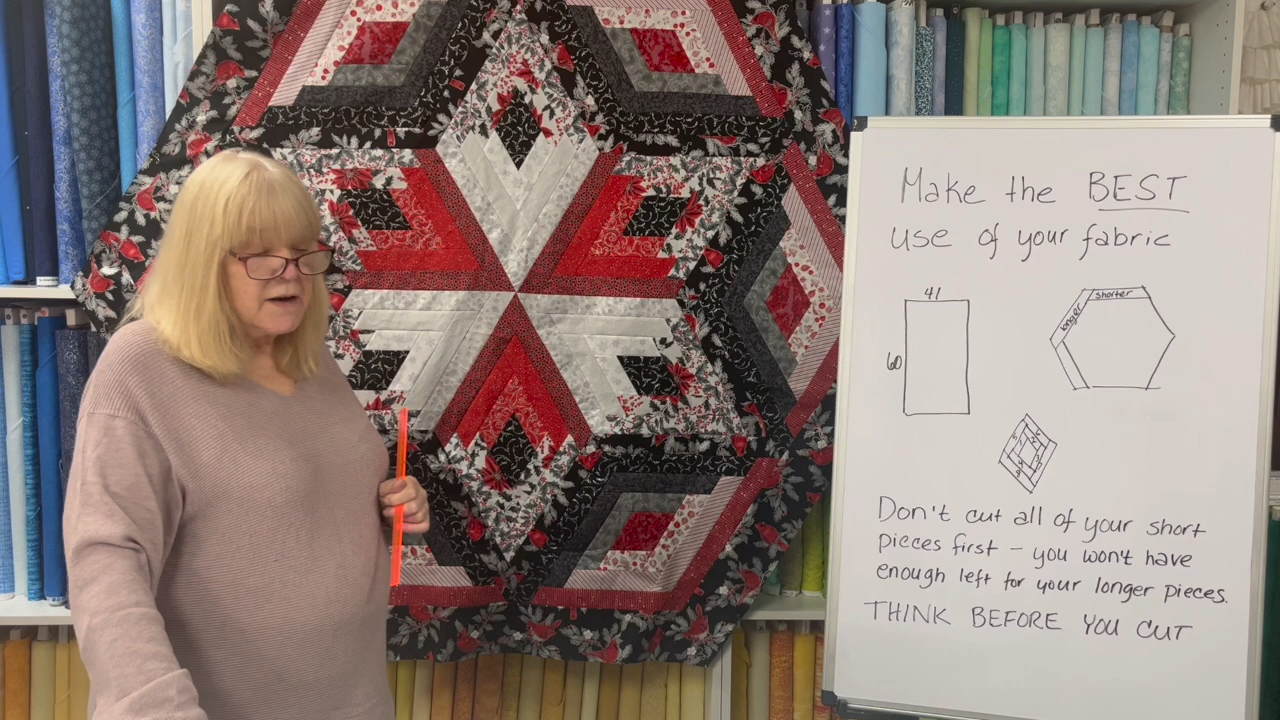 Make the BEST
use of your fabric
41
60
shorter
longer
Don't cut all of your short
pieces first – you won't have
enough left for your longer pieces.
THINK BEFORE YOU CUT